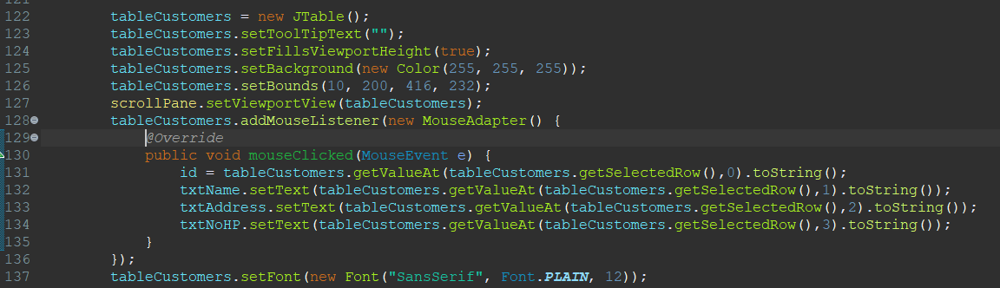 121
122 tableCustomers = new JTable();
123 tableCustomers.setToolTipText("");
124 tableCustomers.setFillsViewportHeight(true);
125 tableCustomers.setBackground(new Color(255, 255, 255));
126 tableCustomers.setBounds(10, 200, 416, 232);
127 scrollPane.setViewportView(tableCustomers);
128 tableCustomers.addMouseListener(new MouseAdapter() {
129 @Override
130 public void mouseClicked(MouseEvent e) {
131 id = tableCustomers.getValueAt(tableCustomers.getSelectedRow(),0).toString();
132 txtName.setText(tableCustomers.getValueAt(tableCustomers.getSelectedRow(),1).toString());
133 txtAddress.setText(tableCustomers.getValueAt(tableCustomers.getSelectedRow(),2).toString());
134 txtNoHP.setText(tableCustomers.getValueAt(tableCustomers.getSelectedRow(),3).toString());
135 }
136 });
137 tableCustomers.setFont(new Font("SansSerif", Font.PLAIN, 12));